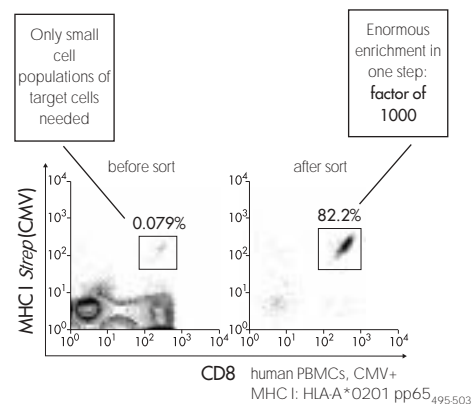 Only small
cell
populations of
target cells
needed
Enormous
enrichment in
one step:
factor of
1000
before sort
after sort
MHC I Strep (CMV)
10⁴
10³
10²
10¹
10⁰
0.079%
10⁰ 10¹ 10² 10³ 10⁴
10⁴
10³
10²
10¹
10⁰
82.2%
10⁰ 10¹ 10² 10³ 10⁴
CD8 human PBMCs, CMV+
MHC I: HLA-A*0201 pp65₄₉₅₋₅₀₃